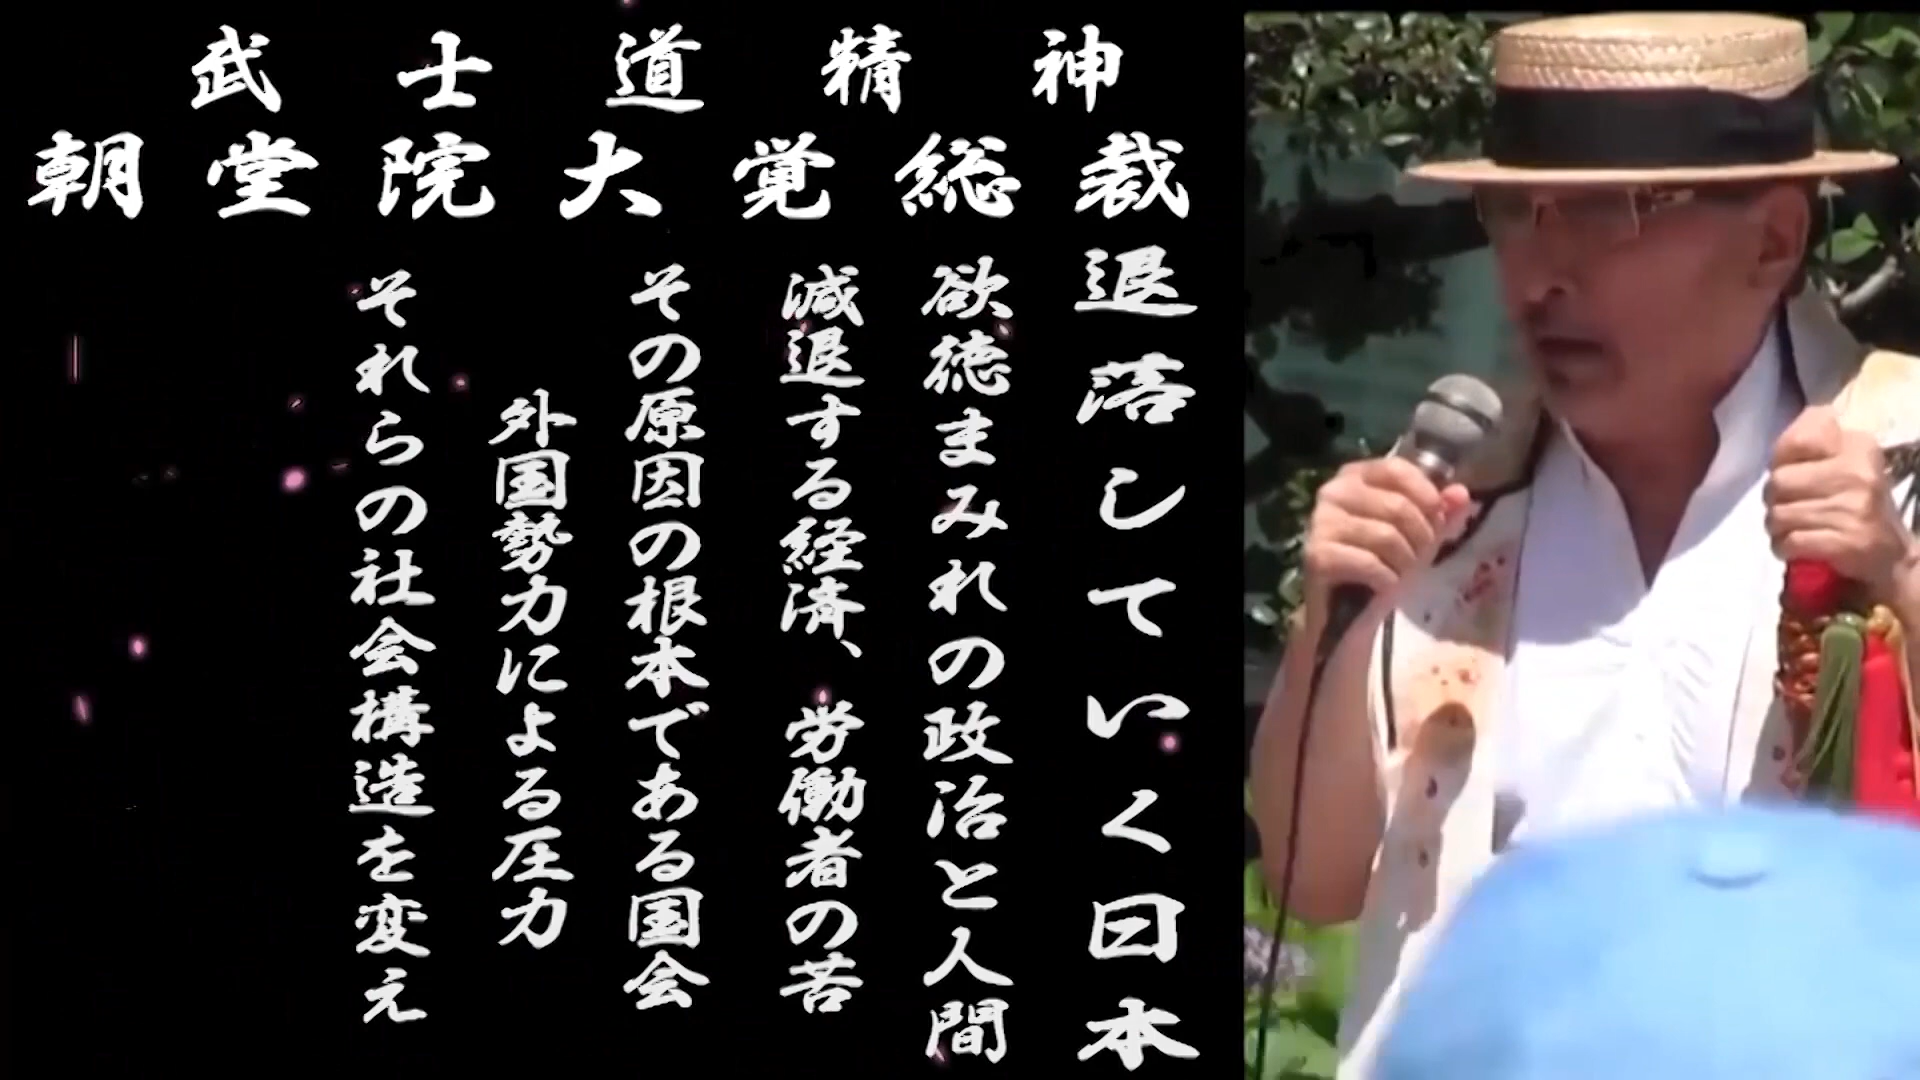 武士道精神
朝堂院大覚総裁
退落していく日本
欲徳まみれの政治と人間
減退する経済、労働者の苦
その原因の根本である国会
外国勢力による圧力
それらの社会構造を変え